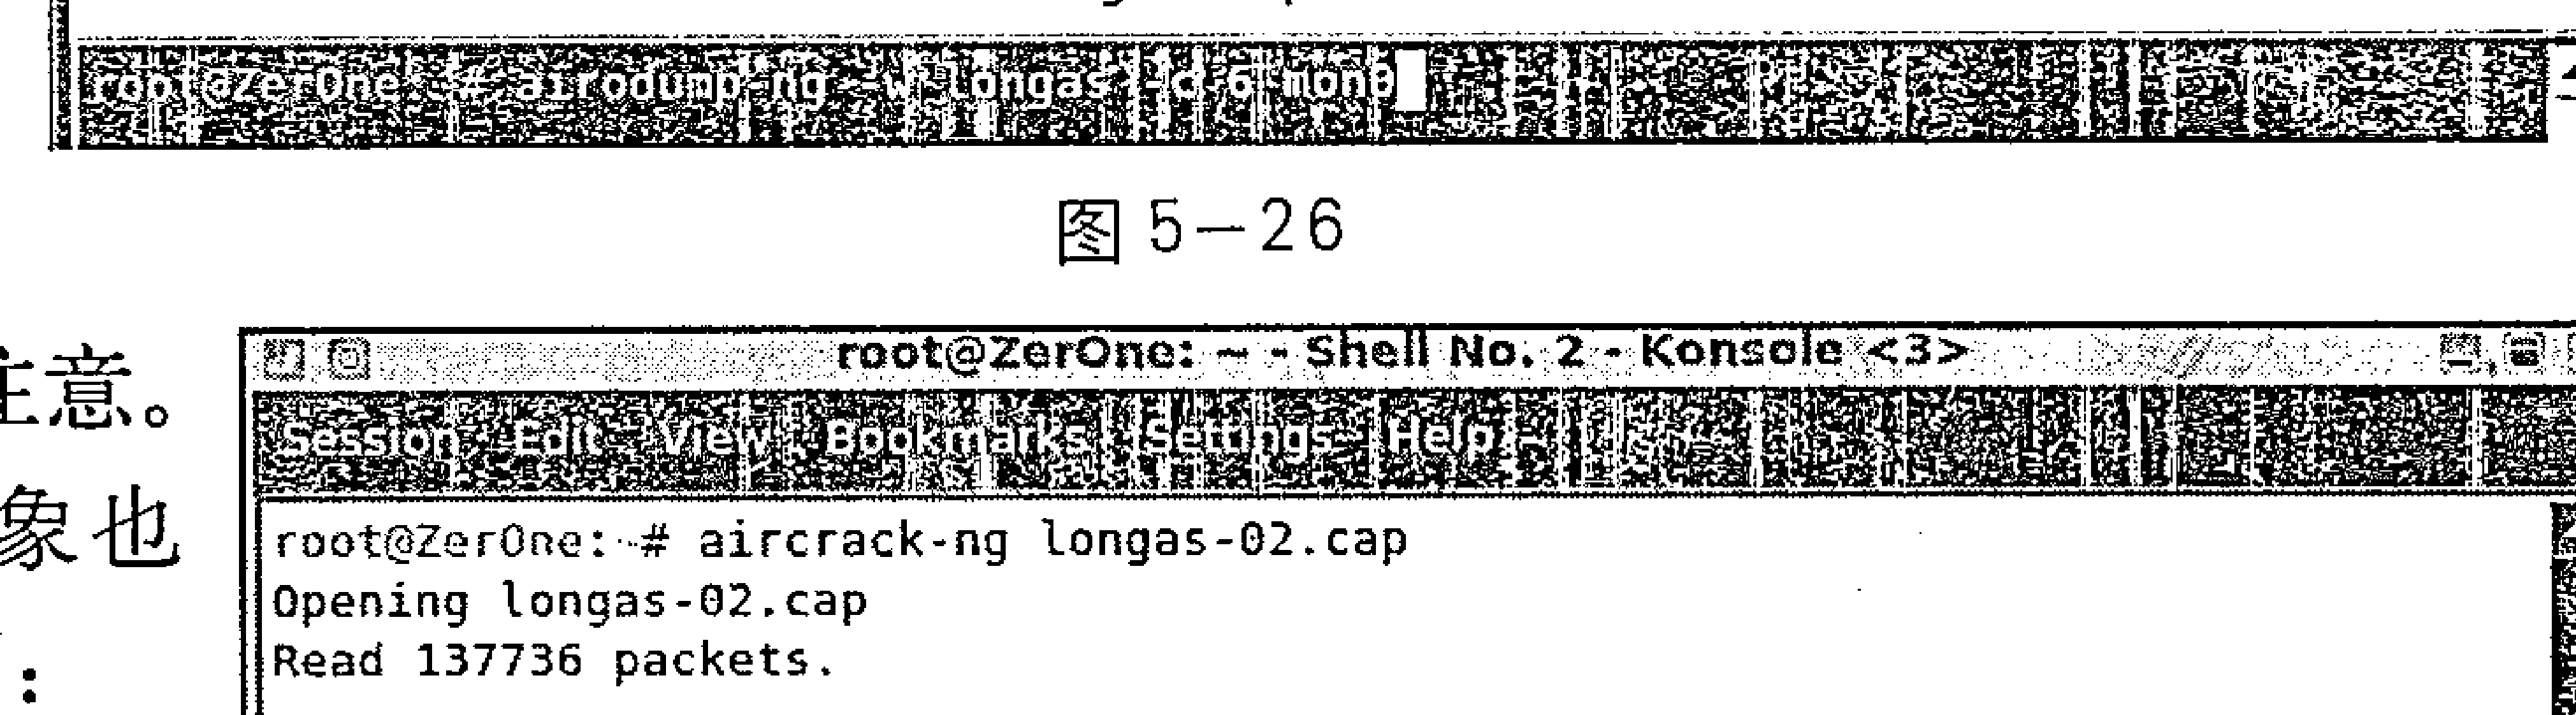 root@ZerOne:~# airodump-ng -w longas -c 6 mon0
图 5-26
root@ZerOne: ~ - Shell No. 2 - Konsole <3>
意。
Session Edit View Bookmarks Settings Help
象也
root@ZerOne:~# aircrack-ng longas-02.cap
Opening longas-02.cap
Read 137736 packets.
: